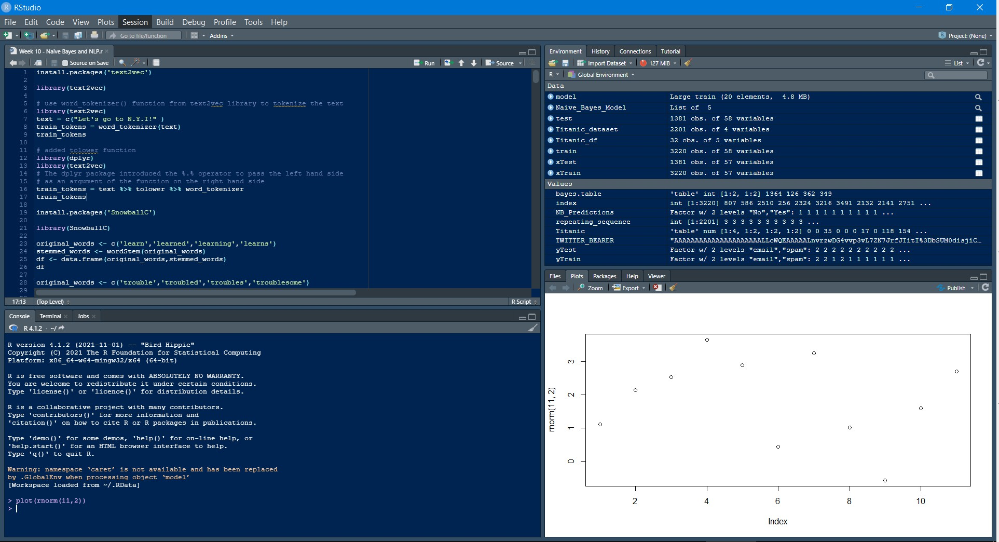 RStudio
File Edit Code View Plots Session Build Debug Profile Tools Help
Go to file/function Addins Project: (None)
Week 10 - Naive Bayes and NLP.r
Source on Save Run Source
1 install.packages('text2vec')
2
3 library(text2vec)
4
5 # use word_tokenizer() function from text2vec library to tokenize the text
6 library(text2vec)
7 text = c("Let's go to N.Y.I!" )
8 train_tokens = word_tokenizer(text)
9 train_tokens
10
11 # added tolower function
12 library(dplyr)
13 library(text2vec)
14 # The dplyr package introduced the %.% operator to pass the left hand side
15 # as an argument of the function on the right hand side
16 train_tokens = text %>% tolower %>% word_tokenizer
17 train_tokens
18
19 install.packages('SnowballC')
20
21 library(SnowballC)
22
23 original_words <- c('learn','learned','learning','learns')
24 stemmed_words <- wordStem(original_words)
25 df <- data.frame(original_words,stemmed_words)
26 df
27
28 original_words <- c('trouble','troubled','troubles','troublesome')
29
17:13 (Top Level) R Script
Console Terminal Jobs
R 4.1.2 · ~/
R version 4.1.2 (2021-11-01) -- "Bird Hippie"
Copyright (C) 2021 The R Foundation for Statistical Computing
Platform: x86_64-w64-mingw32/x64 (64-bit)
R is free software and comes with ABSOLUTELY NO WARRANTY.
You are welcome to redistribute it under certain conditions.
Type 'license()' or 'licence()' for distribution details.
R is a collaborative project with many contributors.
Type 'contributors()' for more information and
'citation()' on how to cite R or R packages in publications.
Type 'demo()' for some demos, 'help()' for on-line help, or
'help.start()' for an HTML browser interface to help.
Type 'q()' to quit R.
Warning: namespace ‘caret’ is not available and has been replaced
by .GlobalEnv when processing object ‘model’
[Workspace loaded from ~/.RData]
> plot(rnorm(11,2))
>
Environment History Connections Tutorial
Import Dataset 127 MiB List
R Global Environment
Data
model Large train (20 elements, 4.8 MB)
Naive_Bayes_Model List of 5
test 1381 obs. of 58 variables
Titanic_dataset 2201 obs. of 4 variables
Titanic_df 32 obs. of 5 variables
train 3220 obs. of 58 variables
xTest 1381 obs. of 57 variables
xTrain 3220 obs. of 57 variables
Values
bayes.table 'table' int [1:2, 1:2] 1364 126 362 349
index int [1:3220] 807 586 2510 256 2324 3216 3491 2132 2141 2751 ...
NB_Predictions Factor w/ 2 levels "No","Yes": 1 1 1 1 1 1 1 1 1 1 ...
repeating_sequence int [1:2201] 3 3 3 3 3 3 3 3 3 3 ...
Titanic 'table' num [1:4, 1:2, 1:2, 1:2] 0 0 35 0 0 0 17 0 118 154 ...
TWITTER_BEARER "AAAAAAAAAAAAAAAAAAAAALLoWQEAAAAALnvrzwDG4vvp3vL7ZN7JrfJIitI%3DbSUM0disjiC…
yTest Factor w/ 2 levels "email","spam": 2 2 2 2 2 2 2 2 2 2 ...
yTrain Factor w/ 2 levels "email","spam": 2 2 1 2 1 1 1 1 1 1 ...
Files Plots Packages Help Viewer
Zoom Export Publish
rnorm(11, 2)
3
2
1
0
2 4 6 8 10
Index